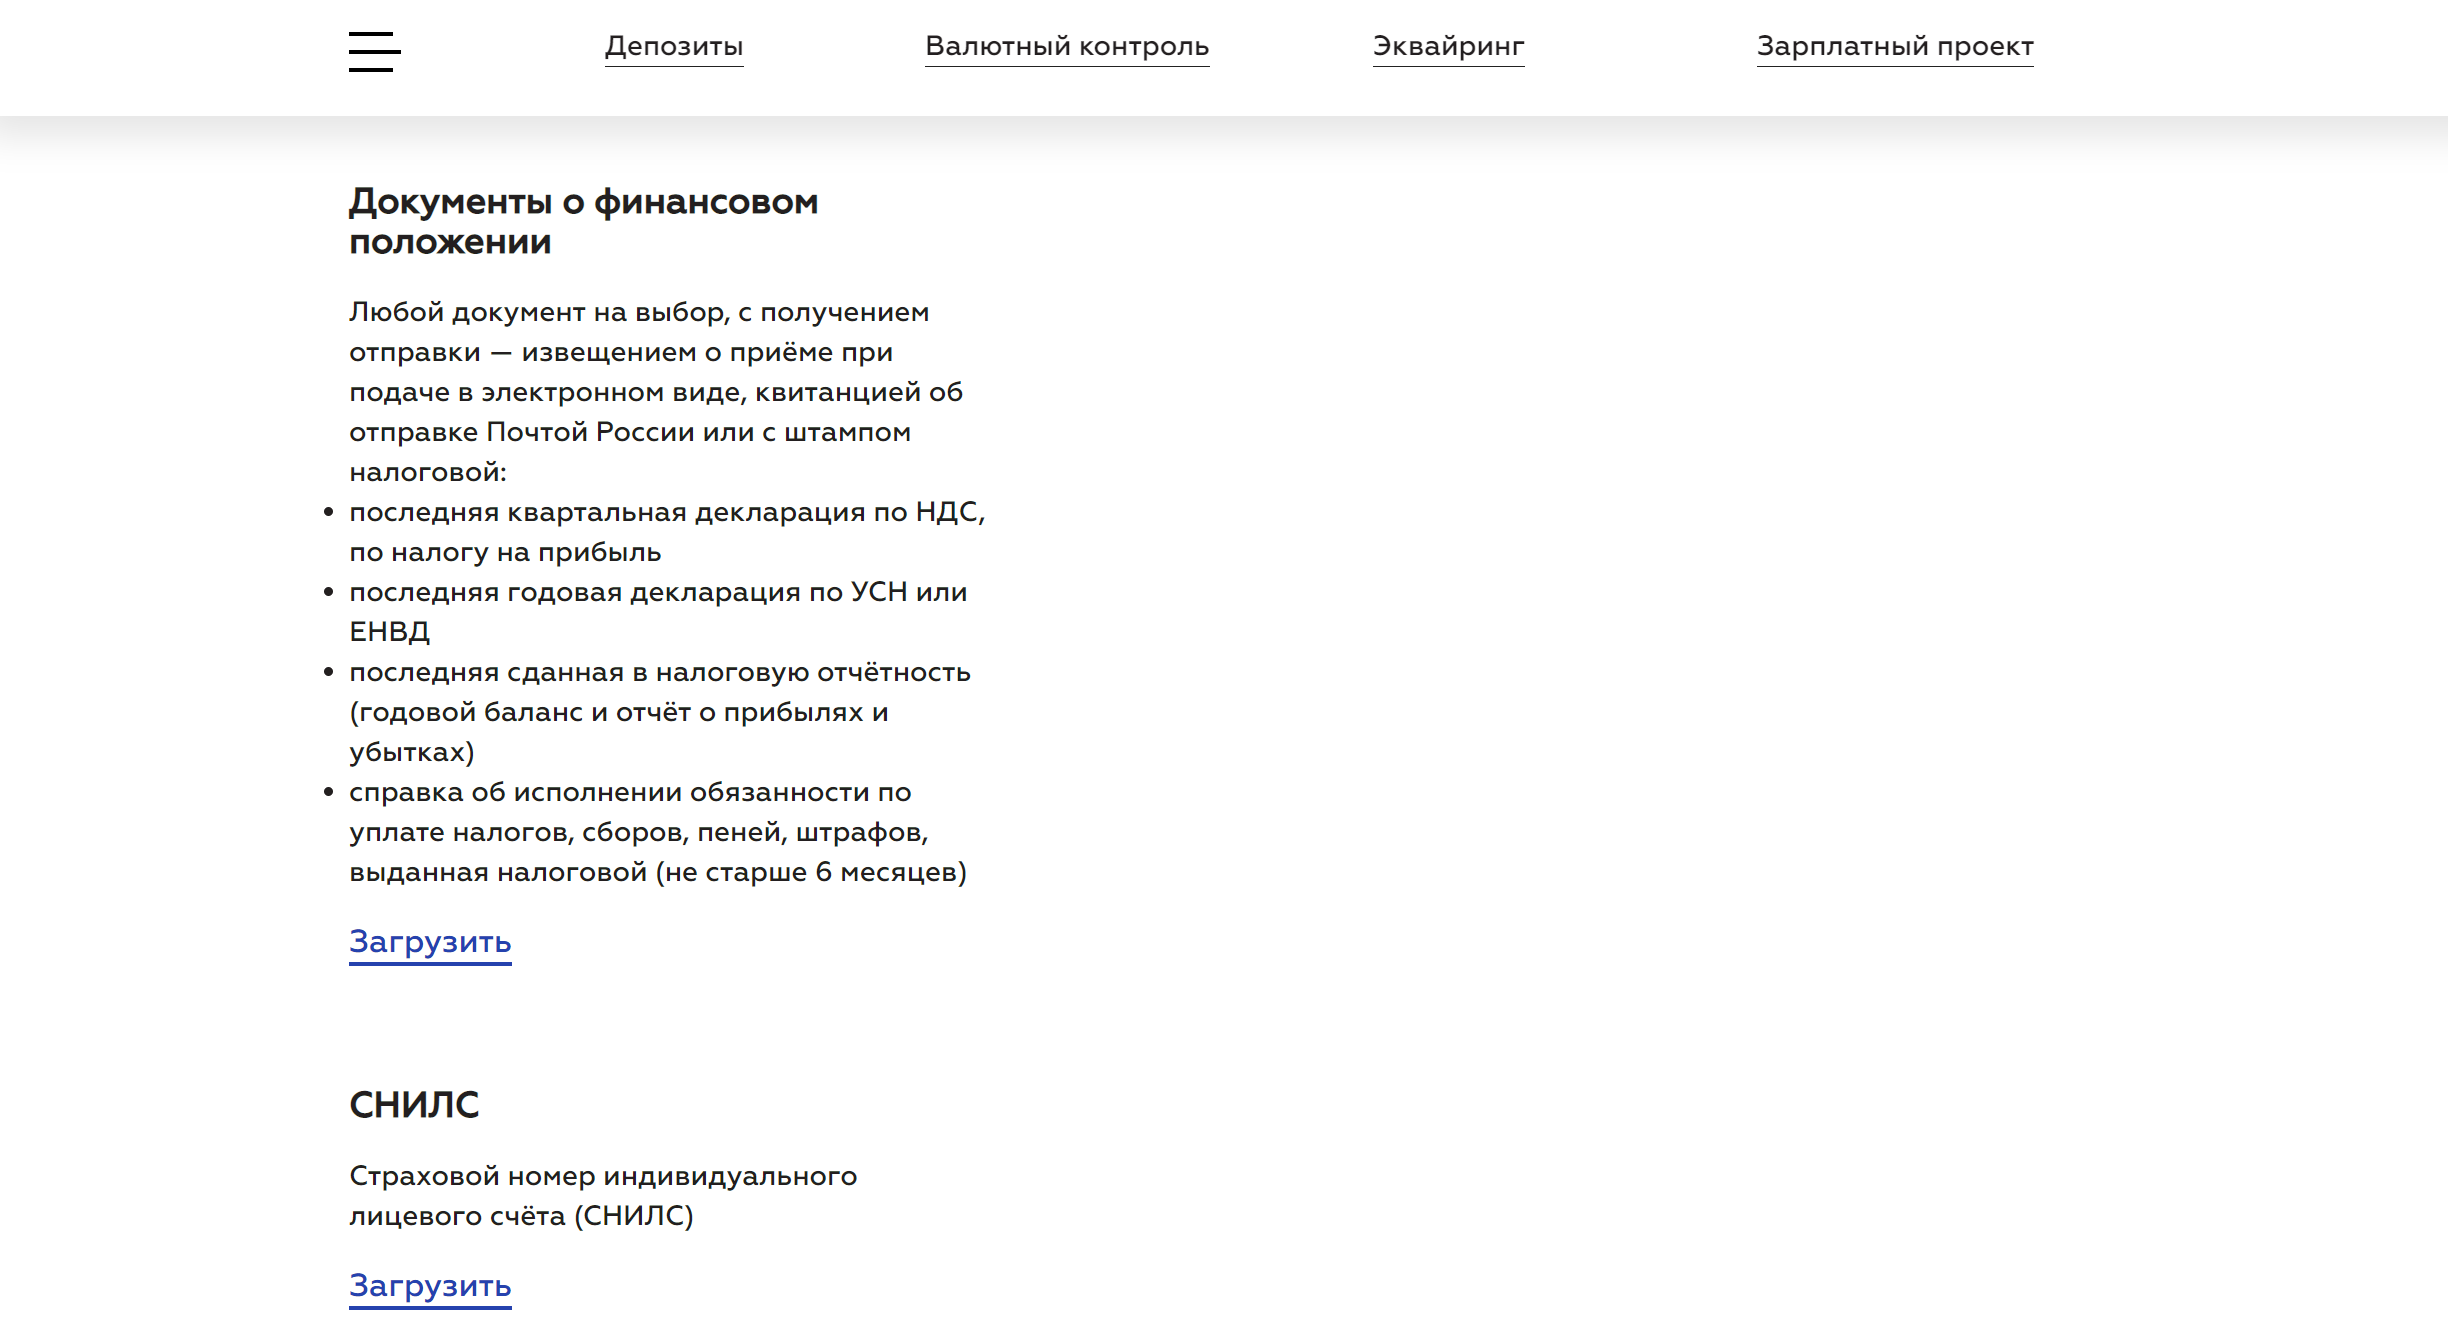 Депозиты
Валютный контроль
Эквайринг
Зарплатный проект
Документы о финансовом
положении
Любой документ на выбор, с получением
отправки — извещением о приёме при
подаче в электронном виде, квитанцией об
отправке Почтой России или с штампом
налоговой:
• последняя квартальная декларация по НДС,
по налогу на прибыль
• последняя годовая декларация по УСН или
ЕНВД
• последняя сданная в налоговую отчётность
(годовой баланс и отчёт о прибылях и
убытках)
• справка об исполнении обязанности по
уплате налогов, сборов, пеней, штрафов,
выданная налоговой (не старше 6 месяцев)
Загрузить
СНИЛС
Страховой номер индивидуального
лицевого счёта (СНИЛС)
Загрузить